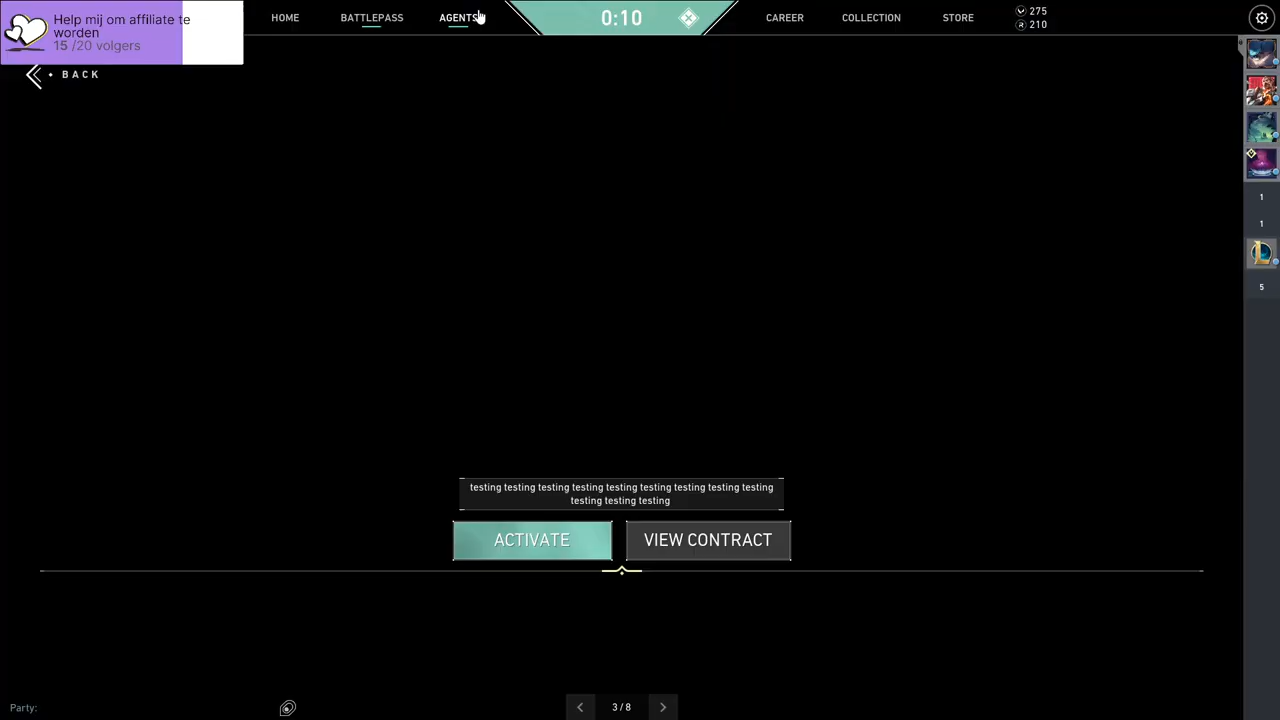 Help mij om affiliate te
worden
15 /20 volgers
HOME
BATTLEPASS
AGENTS
0:10
CAREER
COLLECTION
STORE
275
R 210
BACK
1
1
5
testing testing testing testing testing testing testing testing testing
testing testing testing
ACTIVATE
VIEW CONTRACT
Party:
3 / 8